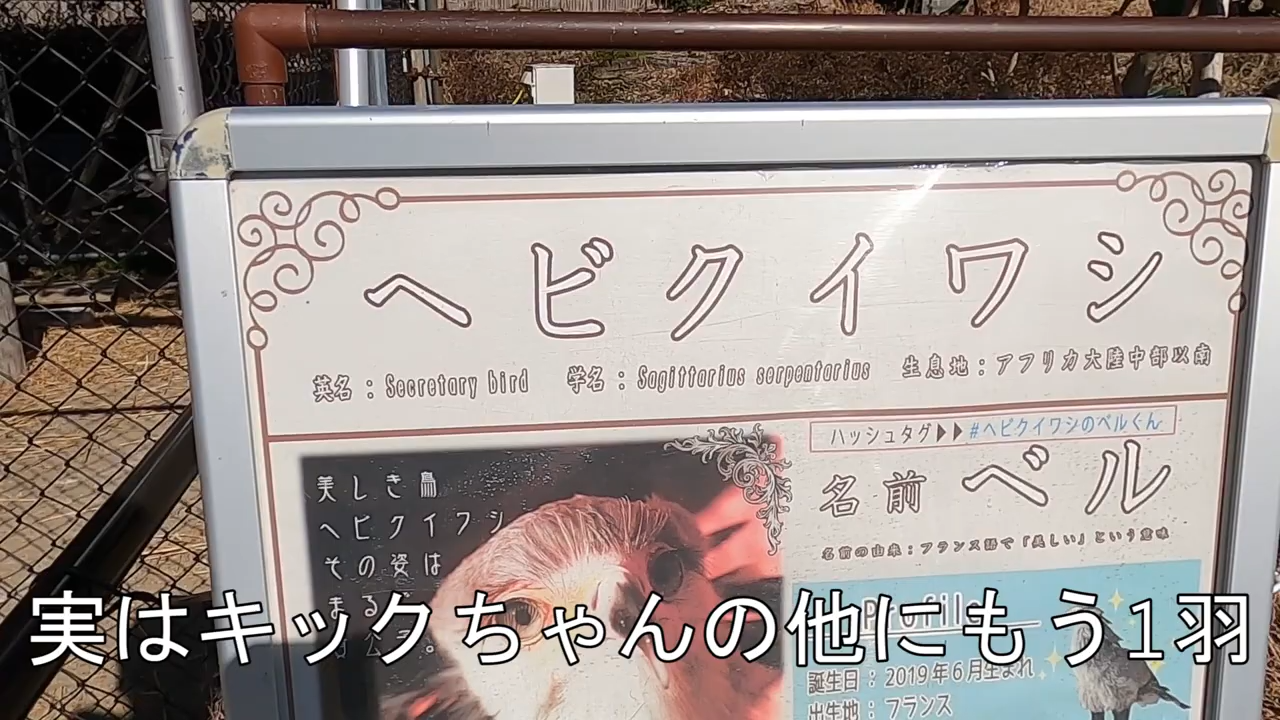 ヘビクイワシ
英名：Secretary bird 学名：Sagittarius serpentarius 生息地：アフリカ大陸中部以南
ハッシュタグ▶▶#ヘビクイワシのベルくん
名前 ベル
名前の由来：フランス語で「美しい」という意味
美しき鳥
ヘビクイワシ
その姿は
まるで
Profile
実はキックちゃんの他にもう1羽
誕生日：2019年6月生まれ
出生地：フランス